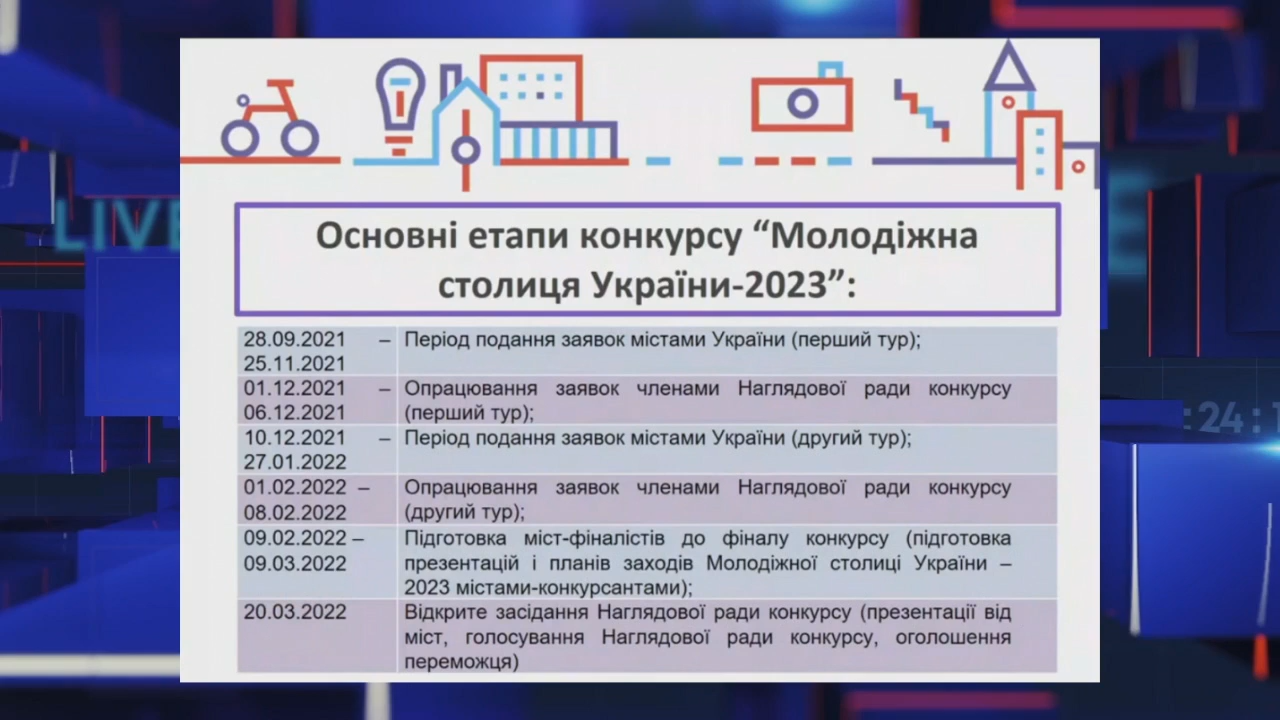 Основні етапи конкурсу “Молодіжна
столиця України-2023”:
28.09.2021 – Період подання заявок містами України (перший тур);
25.11.2021
01.12.2021 – Опрацювання заявок членами Наглядової ради конкурсу
06.12.2021 (перший тур);
10.12.2021 – Період подання заявок містами України (другий тур);
27.01.2022
01.02.2022 – Опрацювання заявок членами Наглядової ради конкурсу
08.02.2022 (другий тур);
09.02.2022 – Підготовка міст-фіналістів до фіналу конкурсу (підготовка
09.03.2022 презентацій і планів заходів Молодіжної столиці України –
2023 містами-конкурсантами);
20.03.2022 Відкрите засідання Наглядової ради конкурсу (презентації від
міст, голосування Наглядової ради конкурсу, оголошення
переможця)
LIVE
:24: